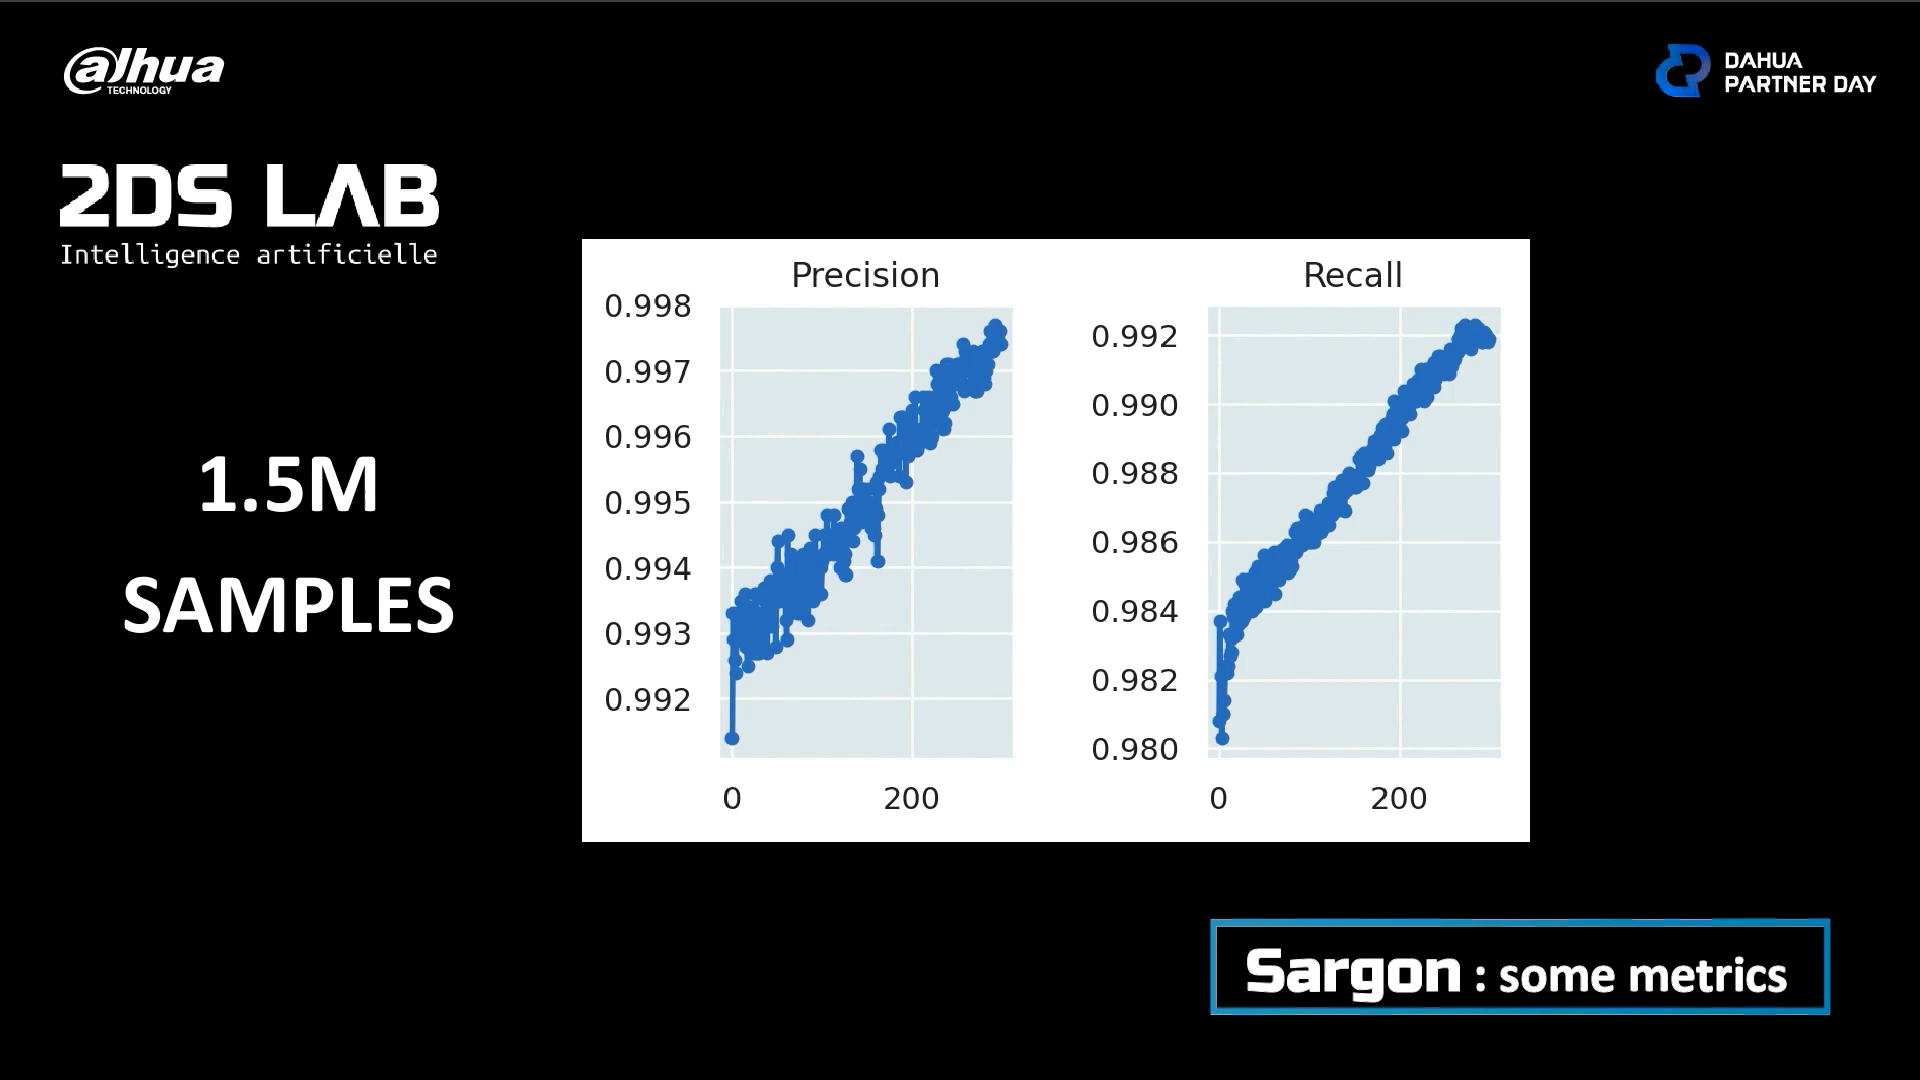 alhua
TECHNOLOGY
DAHUA
PARTNER DAY
2DS LAB
Intelligence artificielle
1.5M
SAMPLES
Precision
0.998
0.997
0.996
0.995
0.994
0.993
0.992
0
200
Recall
0.992
0.990
0.988
0.986
0.984
0.982
0.980
0
200
Sargon : some metrics